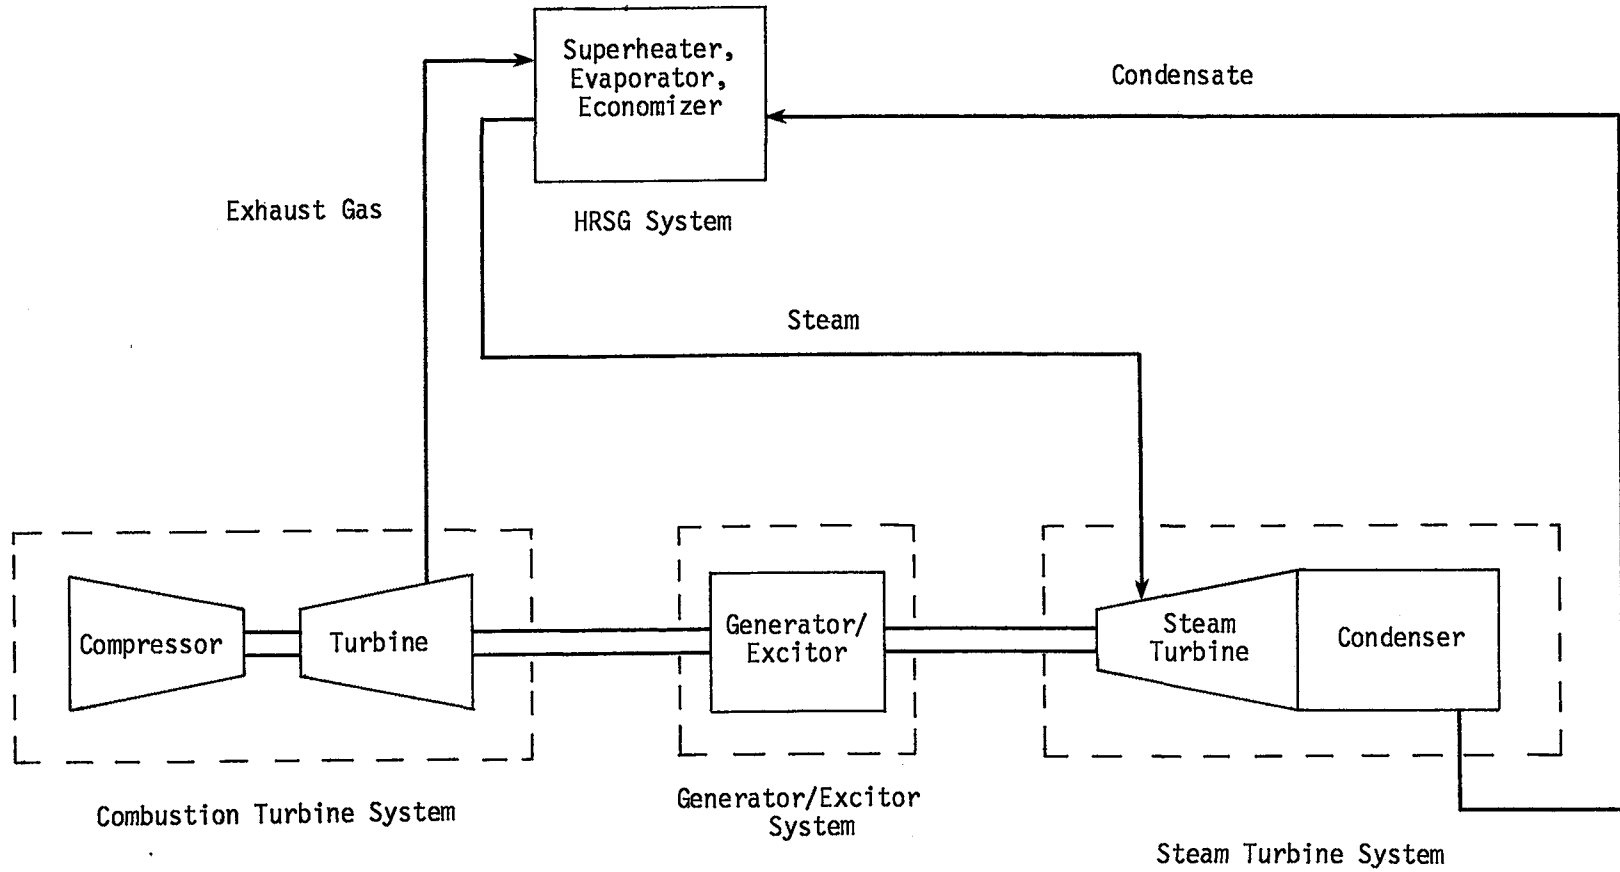 Superheater,
Evaporator,
Economizer
Condensate
Exhaust Gas
HRSG System
Steam
Compressor
Turbine
Generator/
Excitor
Steam
Turbine
Condenser
Combustion Turbine System
Generator/Excitor
System
Steam Turbine System